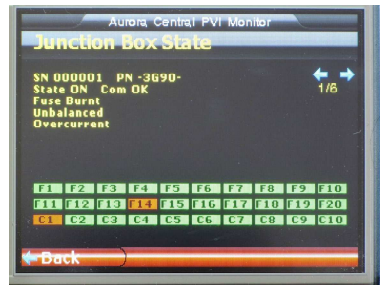 Aurora Central PVI Monitor
Junction Box State
SN 000001 PN -3G90-
State ON Com OK
1/6
Fuse Burnt
Unbalanced
Overcurrent
F1 F2 F3 F4 F5 F6 F7 F8 F9 F10
F11 F12 F13 F14 F15 F16 F17 F18 F19 F20
C1 C2 C3 C4 C5 C6 C7 C8 C9 C10
Back